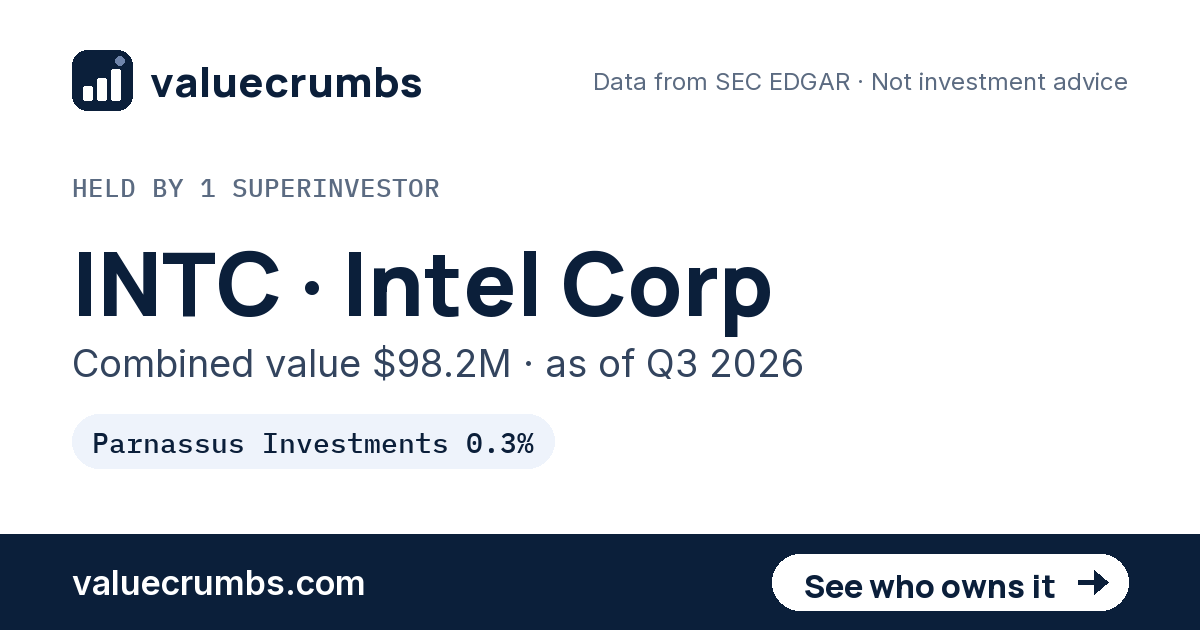 valuecrumbs
Data from SEC EDGAR · Not investment advice
HELD BY 1 SUPERINVESTOR
INTC · Intel Corp
Combined value $98.2M · as of Q3 2026
Parnassus Investments 0.3%
valuecrumbs.com
See who owns it →